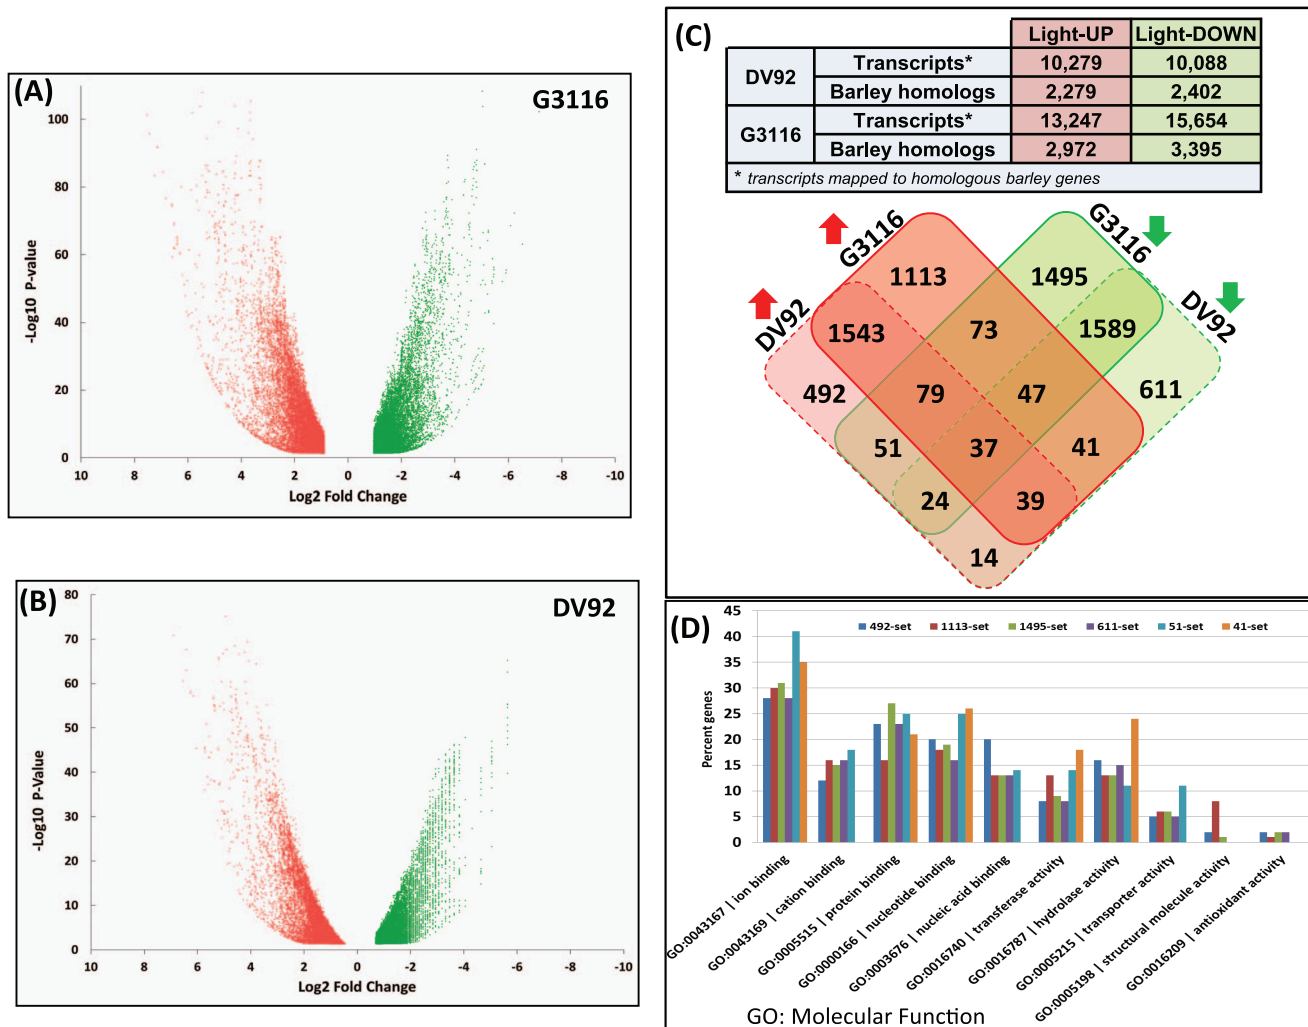 (A)
G3116
-Log10 P-value
100
80
60
40
20
0
10 8 6 4 2 0 -2 -4 -6 -8 -10
Log2 Fold Change
(B)
DV92
-Log10 P-Value
80
70
60
50
40
30
20
10
0
10 8 6 4 2 0 -2 -4 -6 -8 -10
Log2 Fold Change
(C)
Light-UP Light-DOWN
DV92 Transcripts* 10,279 10,088
Barley homologs 2,279 2,402
G3116 Transcripts* 13,247 15,654
Barley homologs 2,972 3,395
* transcripts mapped to homologous barley genes
G3116 G3116
DV92 DV92
1113 1495
1543 73 1589
492 79 47 611
51 37 41
24 39
14
(D)
492-set 1113-set 1495-set 611-set 51-set 41-set
Percent genes
45
40
35
30
25
20
15
10
5
0
GO:0043167 | ion binding
GO:0043169 | cation binding
GO:0005515 | protein binding
GO:0000166 | nucleotide binding
GO:0003676 | nucleic acid binding
GO:0016740 | transferase activity
GO:0016787 | hydrolase activity
GO:0005215 | transporter activity
GO:0005198 | structural molecule activity
GO:0016209 | antioxidant activity
GO: Molecular Function